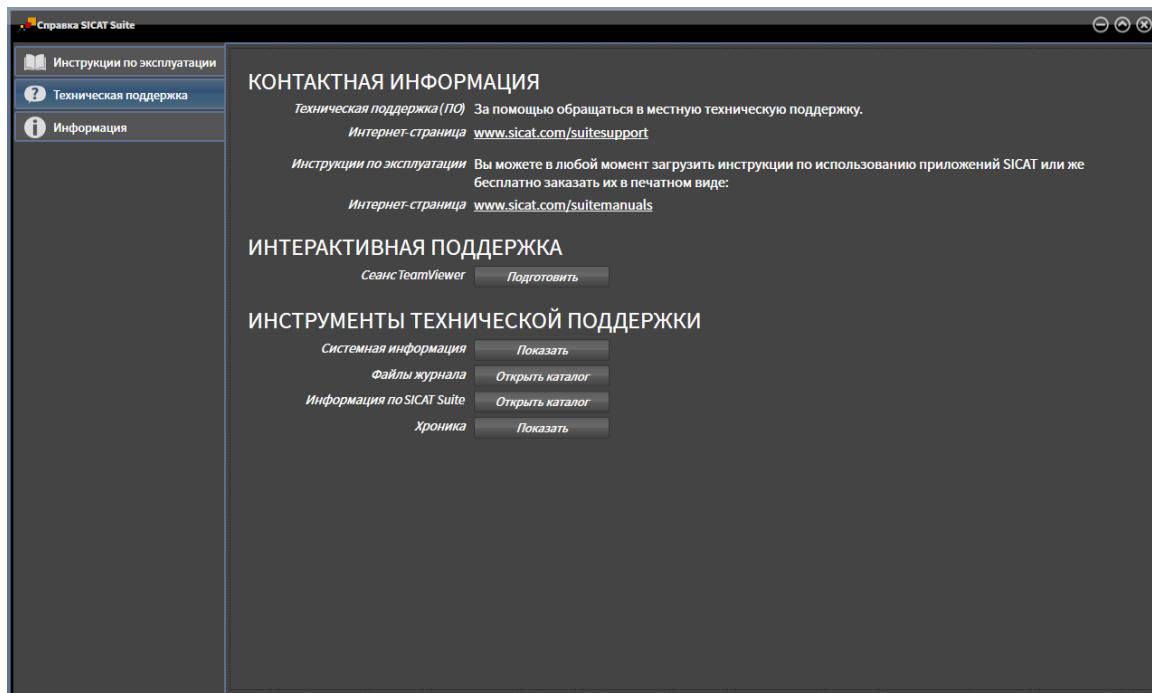 Справка SICAT Suite
Инструкции по эксплуатации
Техническая поддержка
Информация
КОНТАКТНАЯ ИНФОРМАЦИЯ
Техническая поддержка (ПО) За помощью обращаться в местную техническую поддержку.
Интернет-страница www.sicat.com/suitesupport
Инструкции по эксплуатации Вы можете в любой момент загрузить инструкции по использованию приложений SICAT или же
бесплатно заказать их в печатном виде:
Интернет-страница www.sicat.com/suitemanuals
ИНТЕРАКТИВНАЯ ПОДДЕРЖКА
Сеанс TeamViewer Подготовить
ИНСТРУМЕНТЫ ТЕХНИЧЕСКОЙ ПОДДЕРЖКИ
Системная информация Показать
Файлы журнала Открыть каталог
Информация по SICAT Suite Открыть каталог
Хроника Показать